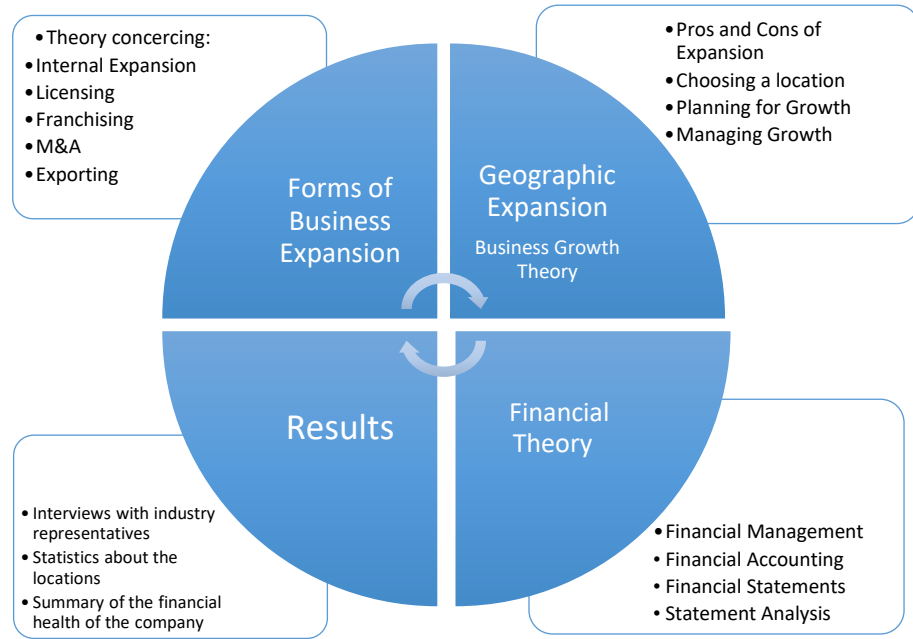 •Theory concercing:
•Internal Expansion
•Licensing
•Franchising
•M&A
•Exporting
•Pros and Cons of
Expansion
•Choosing a location
•Planning for Growth
•Managing Growth
Forms of
Business
Expansion
Geographic
Expansion
Business Growth
Theory
Results
Financial
Theory
•Interviews with industry
representatives
•Statistics about the
locations
•Summary of the financial
health of the company
•Financial Management
•Financial Accounting
•Financial Statements
•Statement Analysis